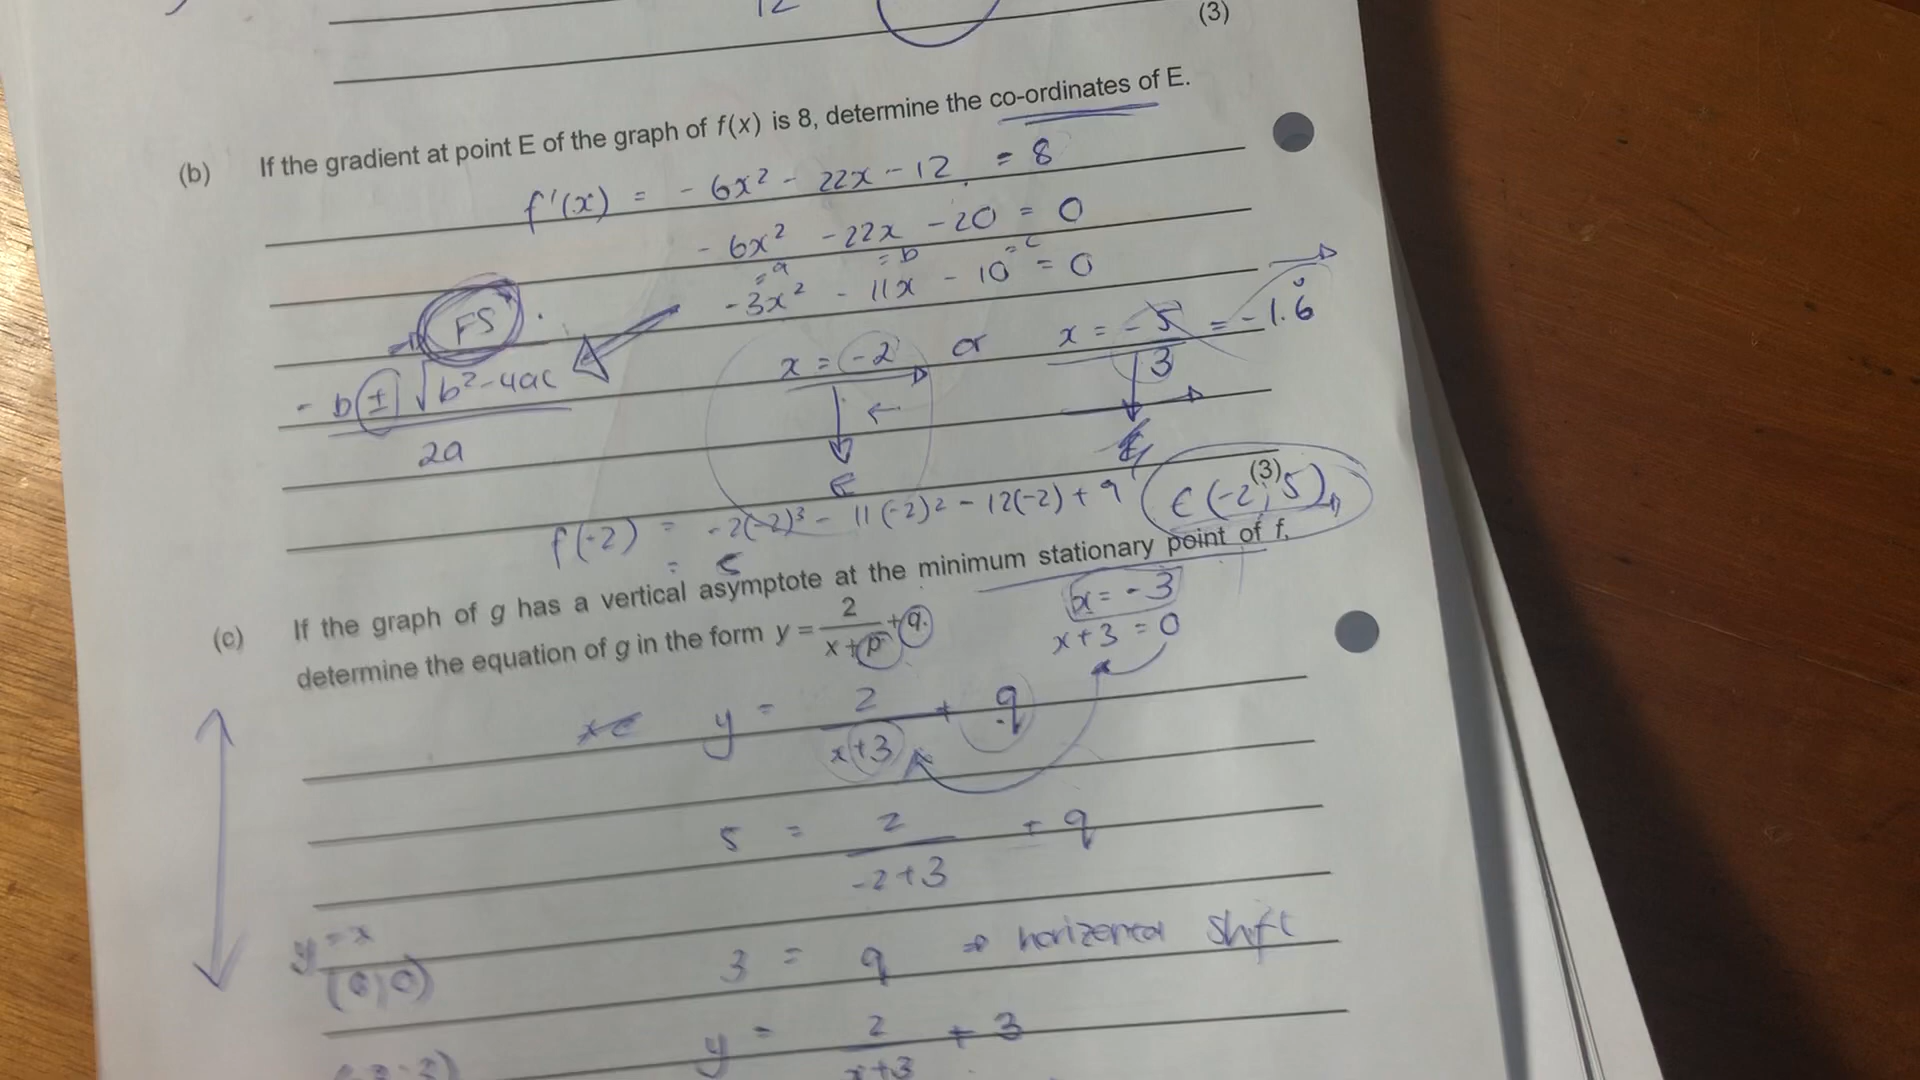 12
(3)
(b) If the gradient at point E of the graph of f(x) is 8, determine the co-ordinates of E.
f'(x) = - 6x² - 22x - 12 = 8
- 6x² - 22x - 20 = 0
= a = b = c
-3x² - 11x - 10 = 0
FS
x = -2 or x = - 5/3 = -1.6̇
- b ± √b²-4ac
2a
E
(3)
f(-2) = -2(-2)³ - 11(-2)² - 12(-2) + 9 E(-2; 5)
= 5
(c) If the graph of g has a vertical asymptote at the minimum stationary point of f,
determine the equation of g in the form y = 2/(x+p) + q.
x = -3
x+3 = 0
y = 2/(x+3) + q
5 = 2/(-2+3) + q
3 = q ⇒ horizontal shift
y = x
(0;0)
y = 2/(x+3) + 3